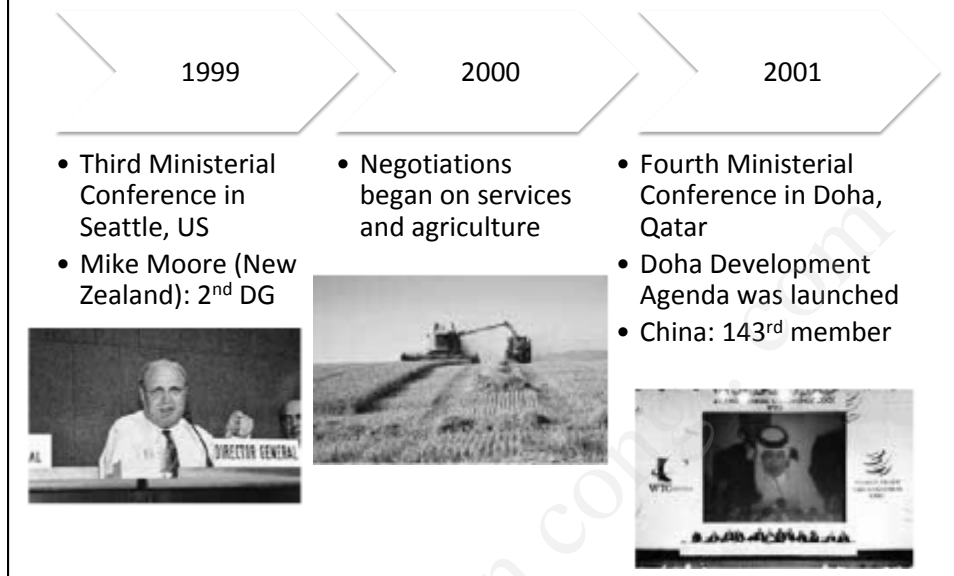 1999
2000
2001
• Third Ministerial
Conference in
Seattle, US
• Mike Moore (New
Zealand): 2nd DG
• Negotiations
began on services
and agriculture
• Fourth Ministerial
Conference in Doha,
Qatar
• Doha Development
Agenda was launched
• China: 143rd member
DIRECTOR GENERAL
WTO